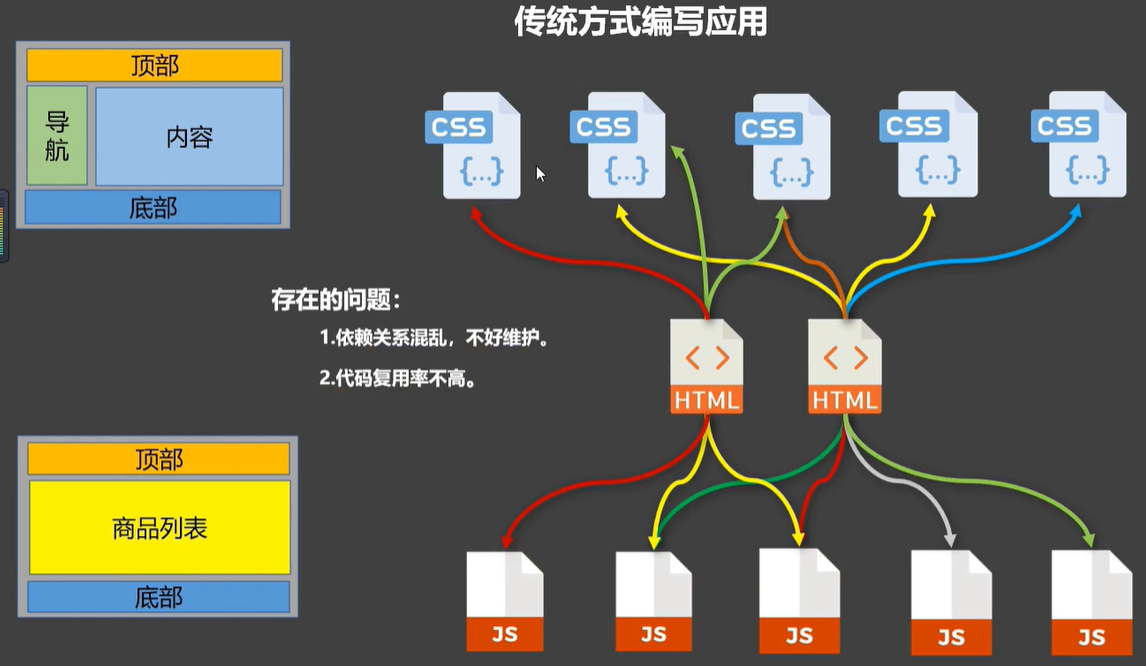 传统方式编写应用
顶部
导航
内容
底部
CSS
{...}
CSS
{...}
CSS
{...}
CSS
{...}
CSS
{...}
存在的问题：
1.依赖关系混乱，不好维护。
2.代码复用率不高。
< >
HTML
< >
HTML
顶部
商品列表
底部
JS
JS
JS
JS
JS